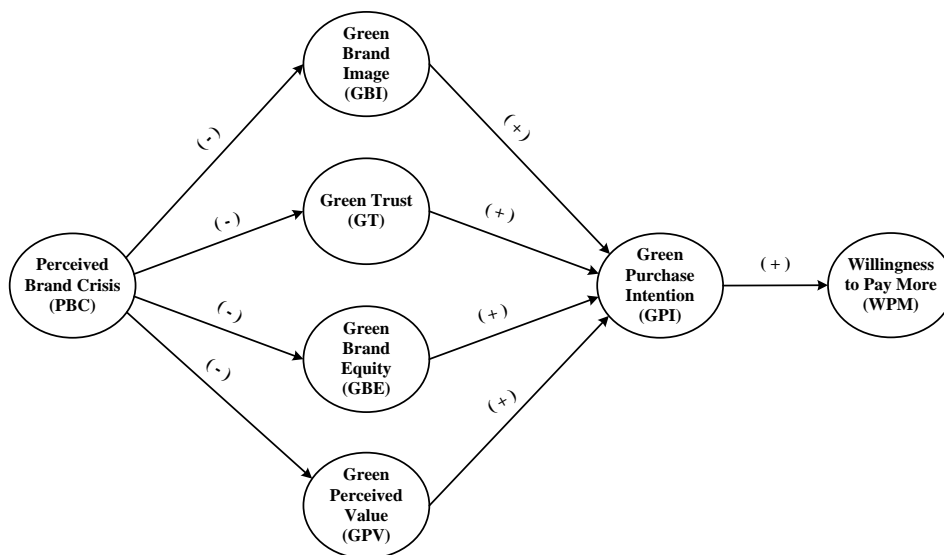 Green
Brand
Image
(GBI)
( - )
( + )
Green Trust
(GT)
( - )
( + )
Perceived
Brand Crisis
(PBC)
Green
Purchase
Intention
(GPI)
( + )
Willingness
to Pay More
(WPM)
( - )
( + )
Green
Brand
Equity
(GBE)
( - )
( + )
Green
Perceived
Value
(GPV)